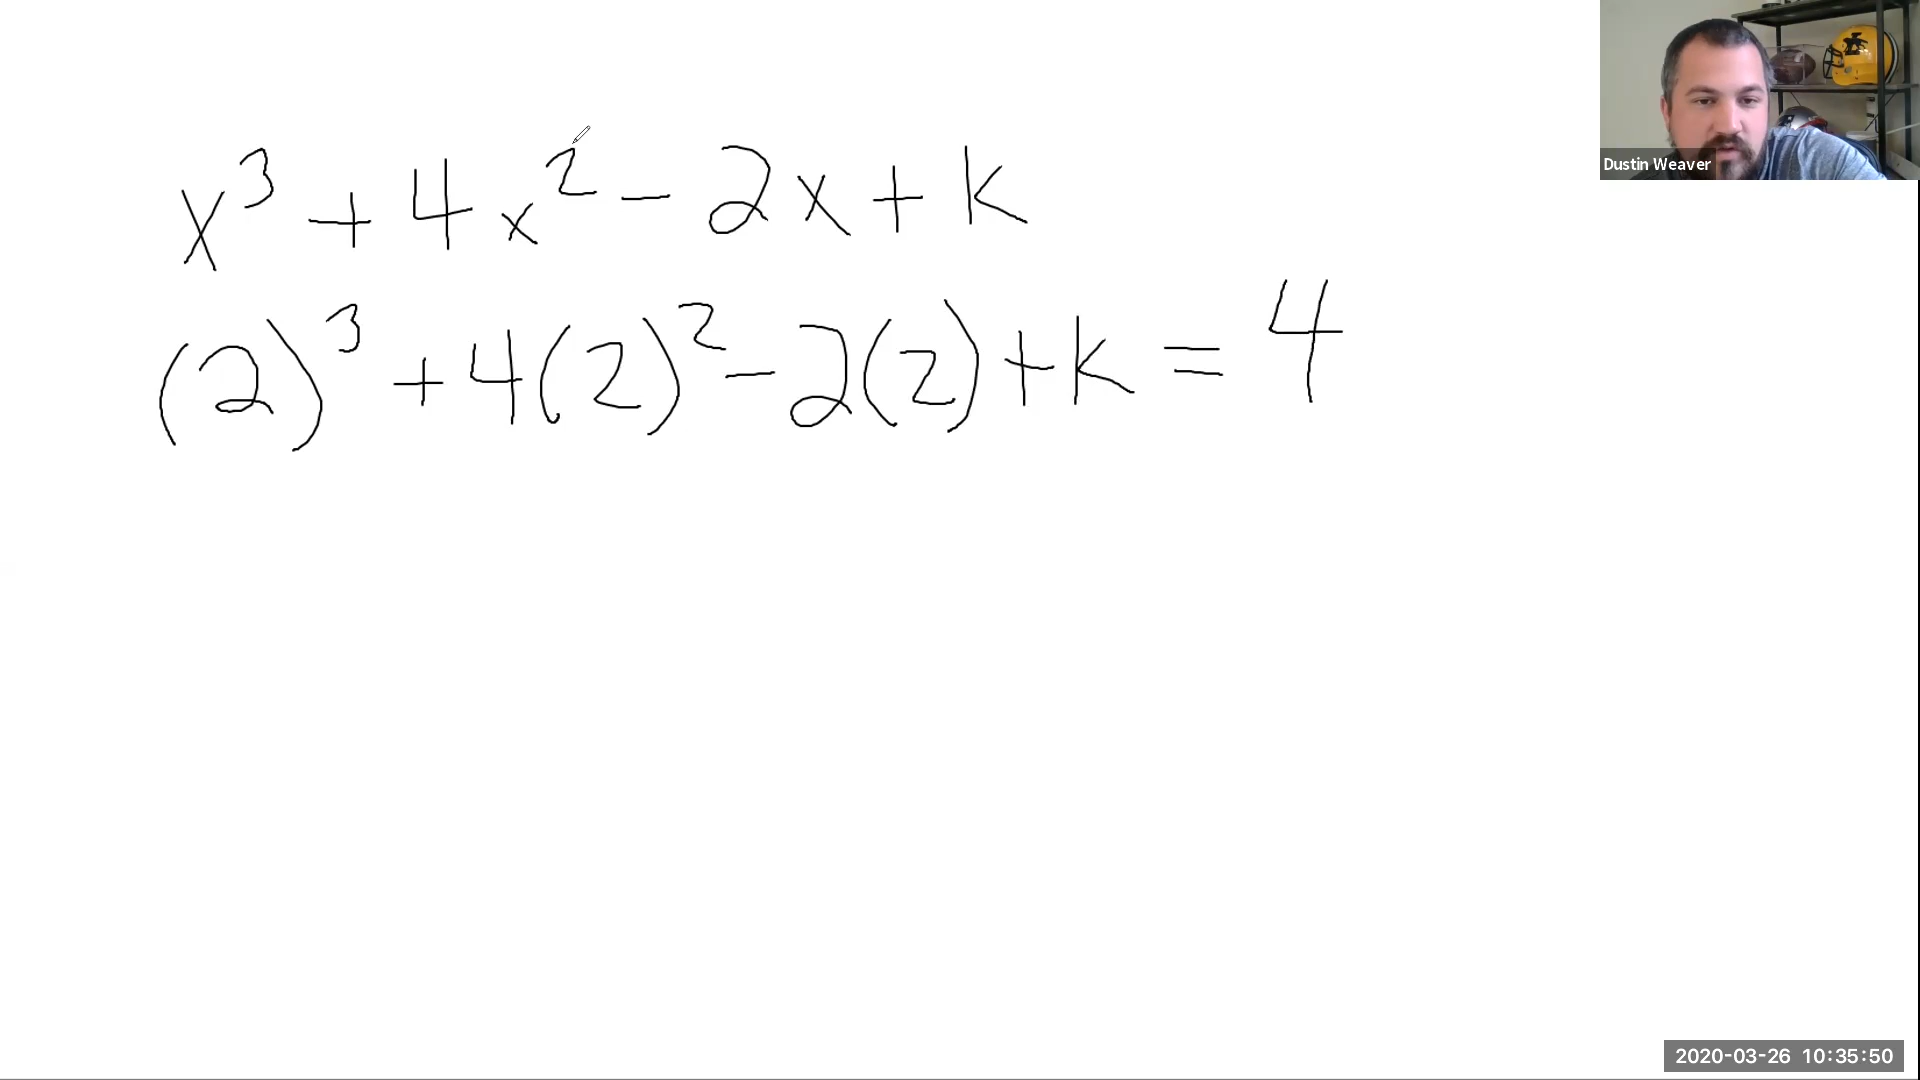 x³ + 4x² - 2x + k
(2)³ + 4(2)² - 2(2) + k = 4
Dustin Weaver
2020-03-26 10:35:50